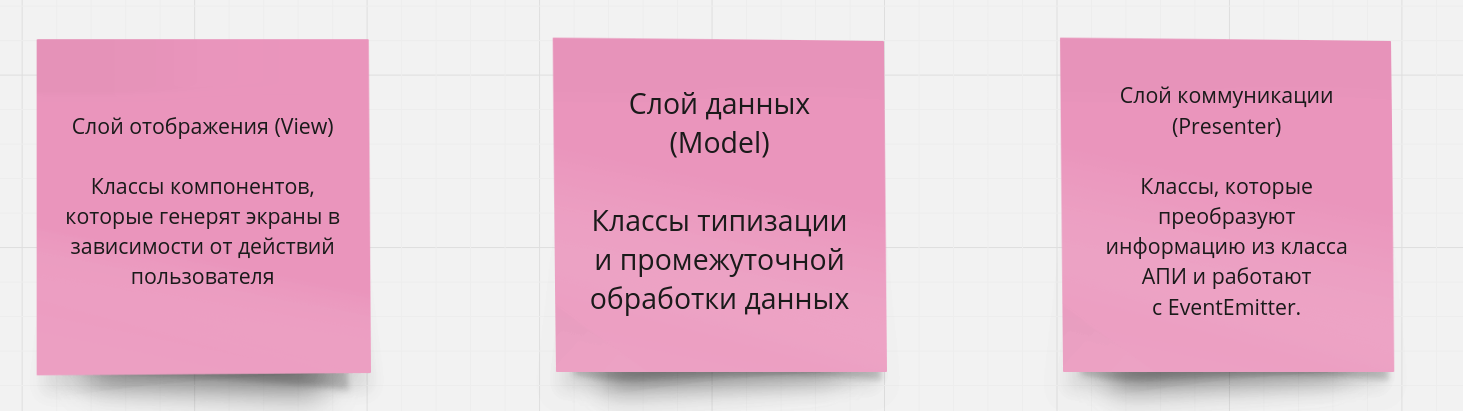 Слой отображения (View)
Классы компонентов,
которые генерят экраны в
зависимости от действий
пользователя
Слой данных
(Model)
Классы типизации
и промежуточной
обработки данных
Слой коммуникации
(Presenter)
Классы, которые
преобразуют
информацию из класса
АПИ и работают
с EventEmitter.